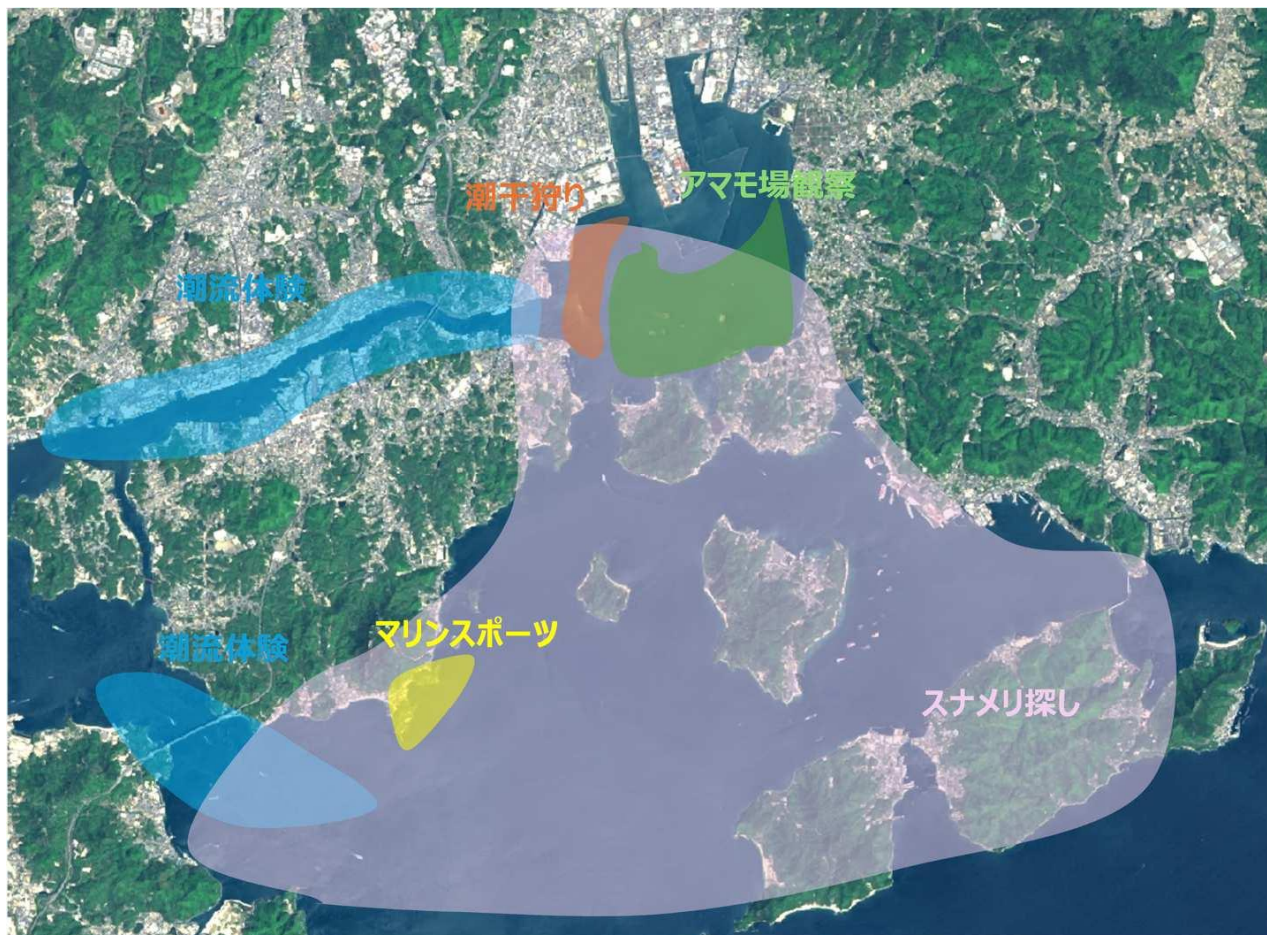 アマモ場観察
潮干狩り
潮流体験
マリンスポーツ
潮流体験
スナメリ探し